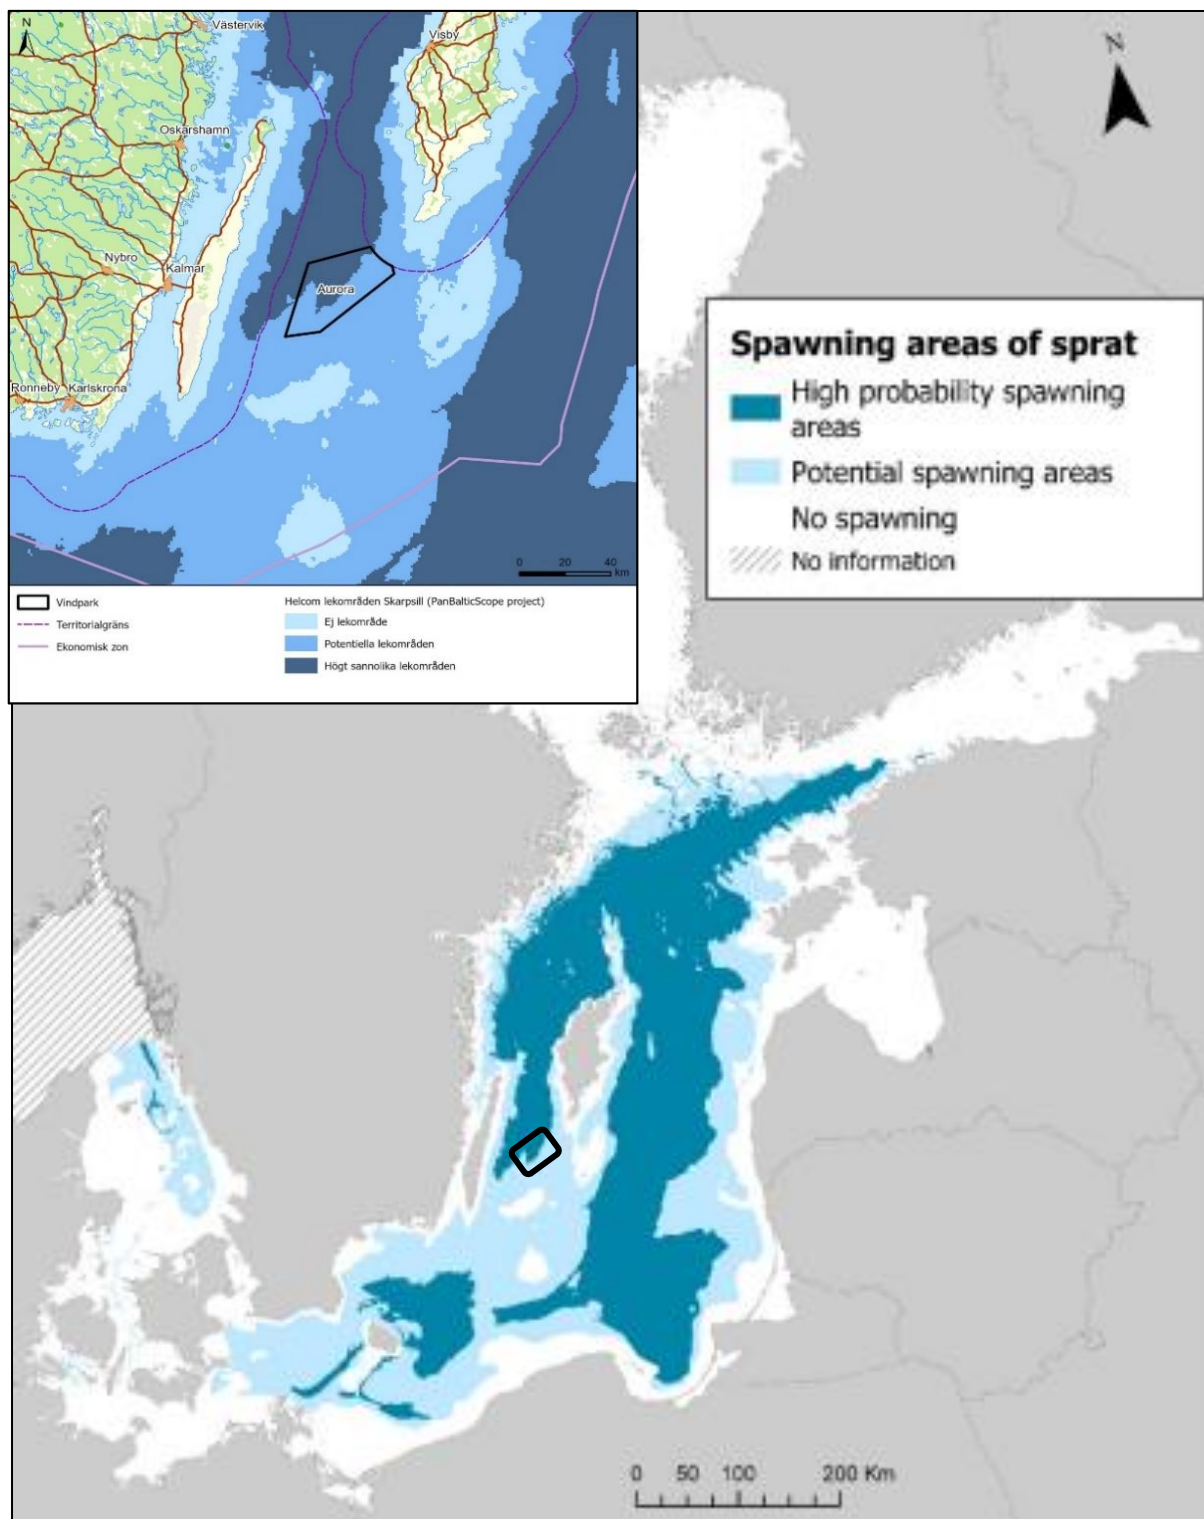 N
Västervik
Visby
Oskarshamn
Nybro
Kalmar
Aurora
Ronneby
Karlskrona
0 20 40
km
Vindpark
Territorialgräns
Ekonomisk zon
Helcom lekområden Skarpsill (PanBalticScope project)
Ej lekområde
Potentiella lekområden
Högt sannolika lekområden
N
Spawning areas of sprat
High probability spawning
areas
Potential spawning areas
No spawning
No information
0 50 100 200 Km